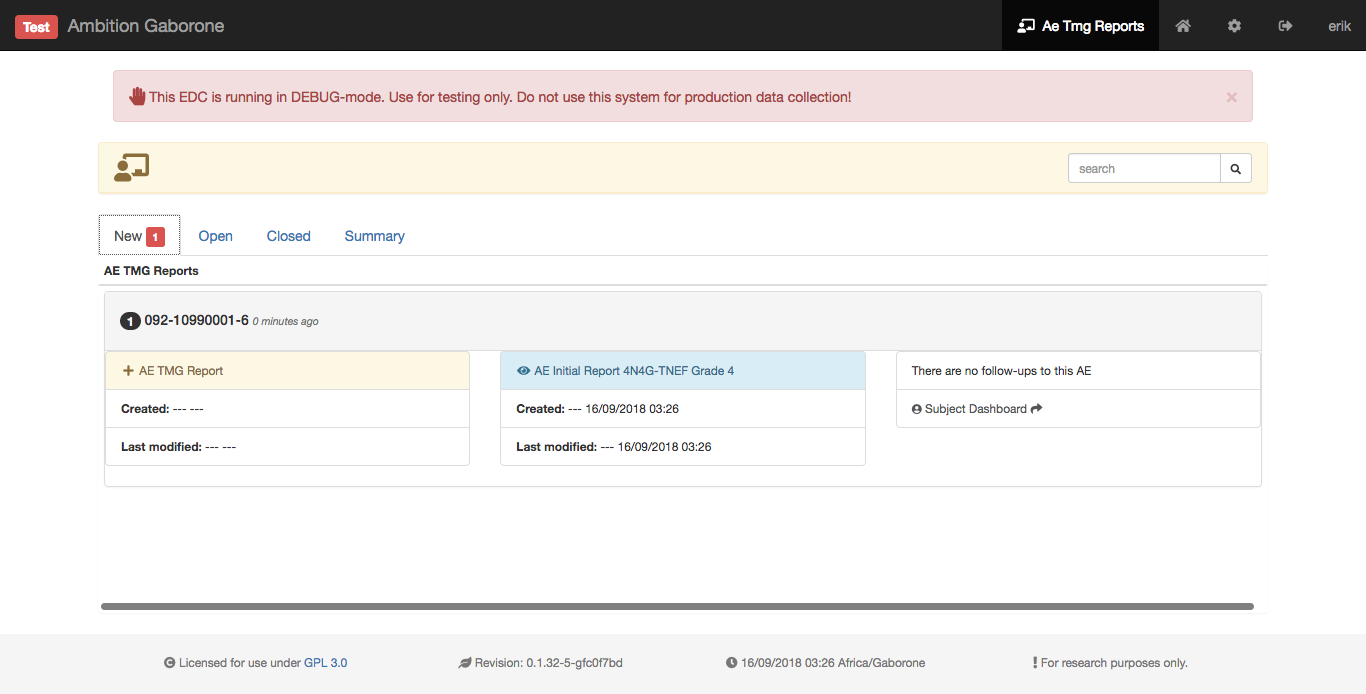 Test Ambition Gaborone Ae Tmg Reports erik
This EDC is running in DEBUG-mode. Use for testing only. Do not use this system for production data collection! ×
search
New 1 Open Closed Summary
AE TMG Reports
1 092-10990001-6 0 minutes ago
+ AE TMG Report
Created: --- ---
Last modified: --- ---
AE Initial Report 4N4G-TNEF Grade 4
Created: --- 16/09/2018 03:26
Last modified: --- 16/09/2018 03:26
There are no follow-ups to this AE
Subject Dashboard
Licensed for use under GPL 3.0 Revision: 0.1.32-5-gfc0f7bd 16/09/2018 03:26 Africa/Gaborone ! For research purposes only.